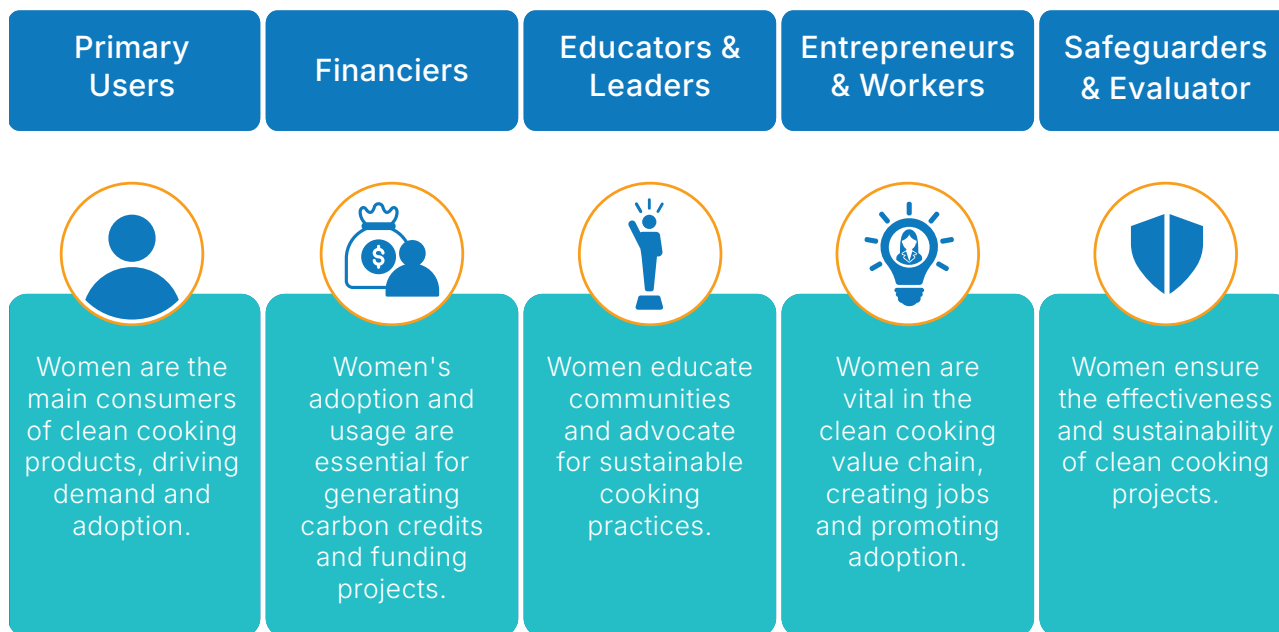 Primary
Users
Financiers
Educators &
Leaders
Entrepreneurs
& Workers
Safeguarders
& Evaluator
$
Women are the
main consumers
of clean cooking
products, driving
demand and
adoption.
Women's
adoption and
usage are
essential for
generating
carbon credits
and funding
projects.
Women educate
communities
and advocate
for sustainable
cooking
practices.
Women are
vital in the
clean cooking
value chain,
creating jobs
and promoting
adoption.
Women ensure
the effectiveness
and sustainability
of clean cooking
projects.